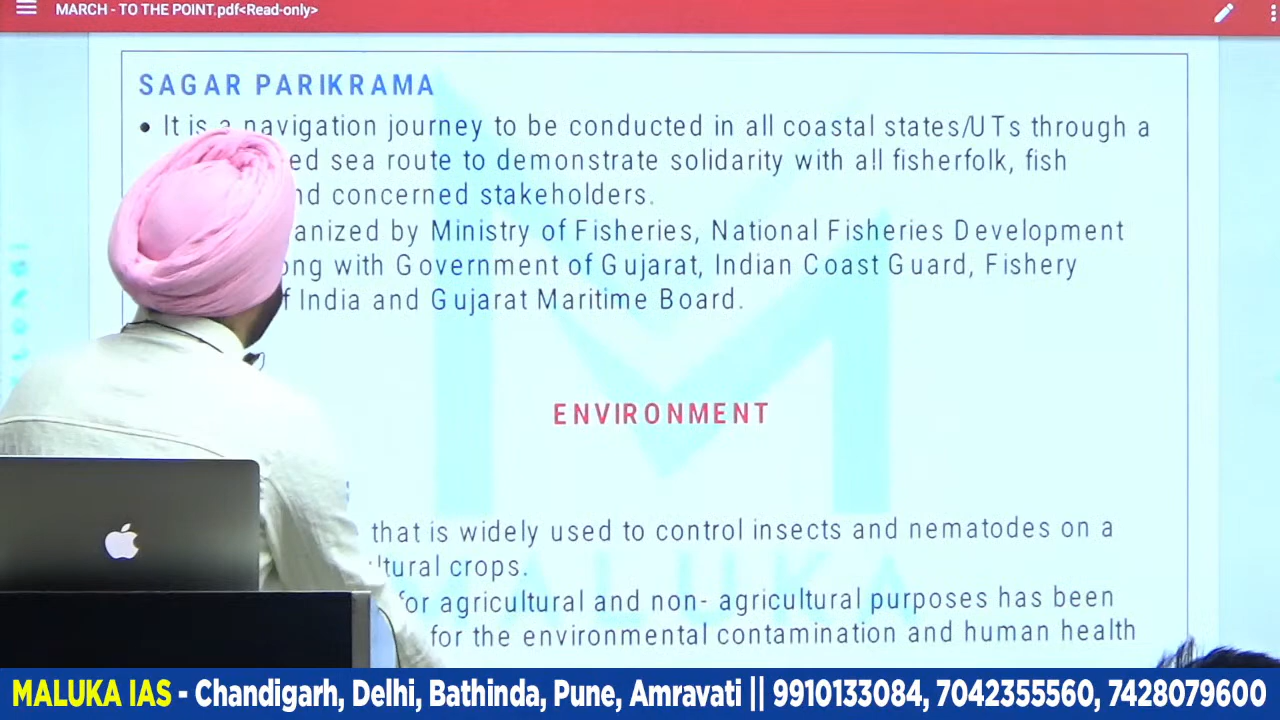 MARCH - TO THE POINT.pdf<Read-only>
SAGAR PARIKRAMA
• It is a navigation journey to be conducted in all coastal states/UTs through a
ed sea route to demonstrate solidarity with all fisherfolk, fish
nd concerned stakeholders.
anized by Ministry of Fisheries, National Fisheries Development
ong with Government of Gujarat, Indian Coast Guard, Fishery
f India and Gujarat Maritime Board.
ENVIRONMENT
that is widely used to control insects and nematodes on a
ltural crops.
for agricultural and non- agricultural purposes has been
for the environmental contamination and human health
MALUKA
MALUKA IAS - Chandigarh, Delhi, Bathinda, Pune, Amravati || 9910133084, 7042355560, 7428079600